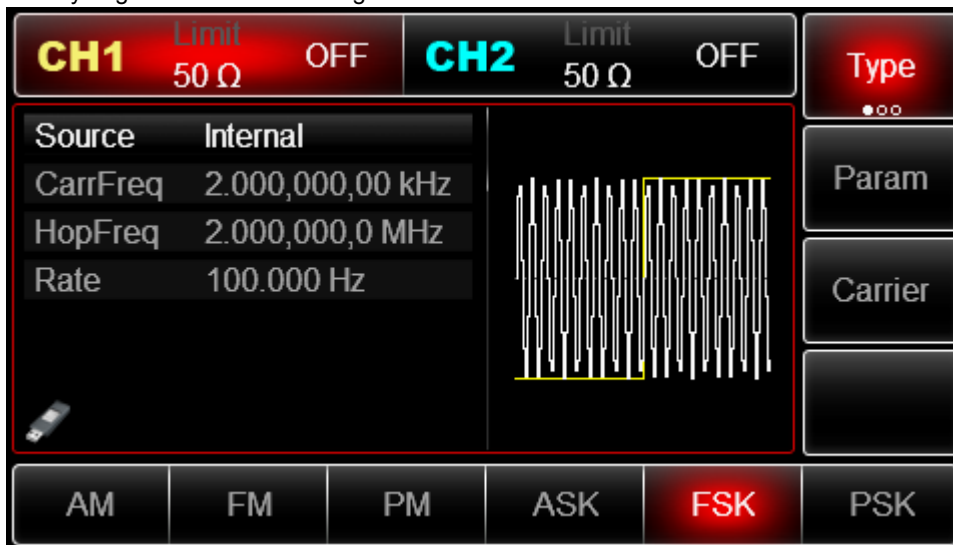 CH1 Limit 50 Ω OFF CH2 Limit 50 Ω OFF Type
Source Internal
CarrFreq 2.000,000,00 kHz Param
HopFreq 2.000,000,0 MHz
Rate 100.000 Hz Carrier
AM FM PM ASK FSK PSK